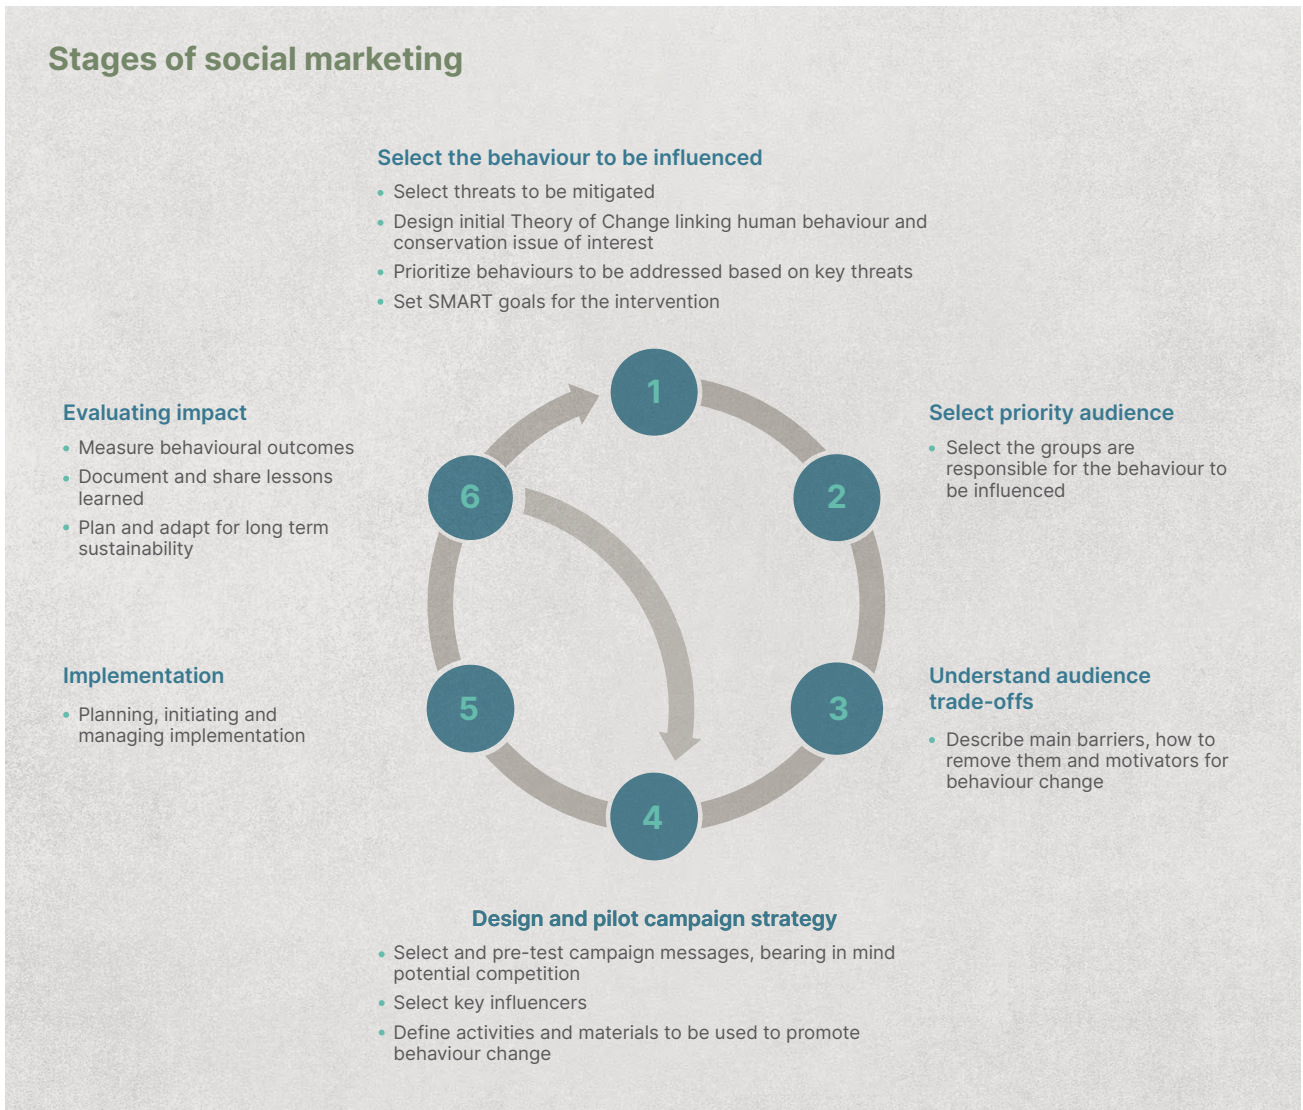 Stages of social marketing
Select the behaviour to be influenced
• Select threats to be mitigated
• Design initial Theory of Change linking human behaviour and
conservation issue of interest
• Prioritize behaviours to be addressed based on key threats
• Set SMART goals for the intervention
1
Select priority audience
• Select the groups are
responsible for the behaviour to
be influenced
2
Understand audience
trade-offs
• Describe main barriers, how to
remove them and motivators for
behaviour change
3
4
Design and pilot campaign strategy
• Select and pre-test campaign messages, bearing in mind
potential competition
• Select key influencers
• Define activities and materials to be used to promote
behaviour change
Implementation
• Planning, initiating and
managing implementation
5
Evaluating impact
• Measure behavioural outcomes
• Document and share lessons
learned
• Plan and adapt for long term
sustainability
6